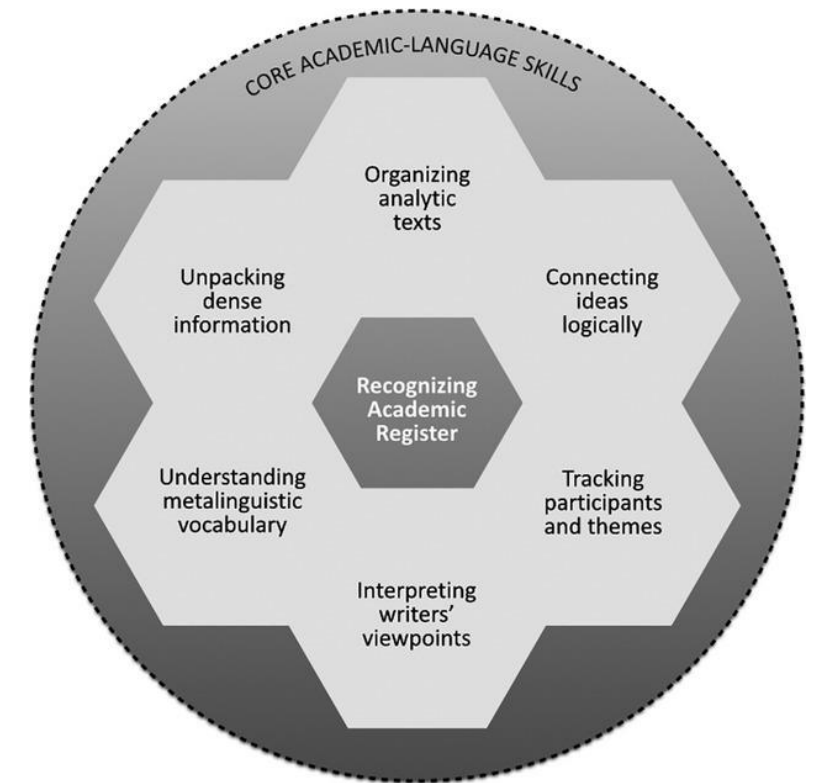 CORE ACADEMIC-LANGUAGE SKILLS
Organizing
analytic
texts
Unpacking
dense
information
Connecting
ideas
logically
Recognizing
Academic
Register
Understanding
metalinguistic
vocabulary
Tracking
participants
and themes
Interpreting
writers’
viewpoints